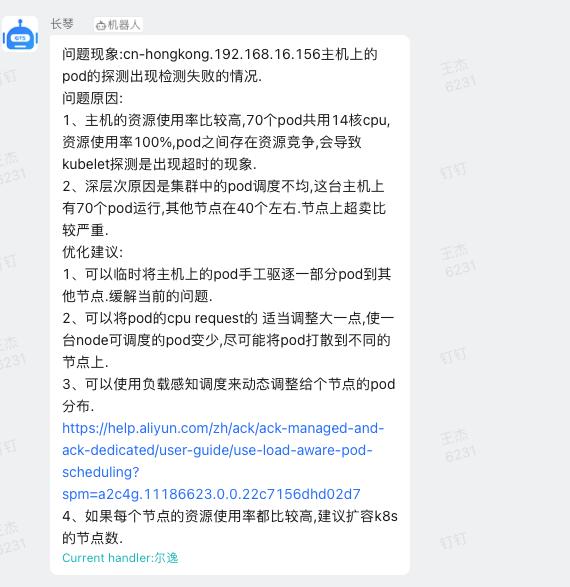 长琴 机器人
GTS
问题现象:cn-hongkong.192.168.16.156主机上的
pod的探测出现检测失败的情况.
问题原因:
1、主机的资源使用率比较高,70个pod共用14核cpu,
资源使用率100%,pod之间存在资源竞争,会导致
kubelet探测是出现超时的现象.
2、深层次原因是集群中的pod调度不均,这台主机上
有70个pod运行,其他节点在40个左右.节点上超卖比
较严重.
优化建议:
1、可以临时将主机上的pod手工驱逐一部分pod到其
他节点.缓解当前的问题.
2、可以将pod的cpu request的 适当调整大一点,使一
台node可调度的pod变少,尽可能将pod打散到不同的
节点上.
3、可以使用负载感知调度来动态调整给个节点的pod
分布.
https://help.aliyun.com/zh/ack/ack-managed-and-
ack-dedicated/user-guide/use-load-aware-pod-
scheduling?
spm=a2c4g.11186623.0.0.22c7156dhd02d7
4、如果每个节点的资源使用率都比较高,建议扩容k8s
的节点数.
Current handler:尔逸
王杰
6231
钉钉
王杰
6231
钉钉
王杰
6231
钉钉